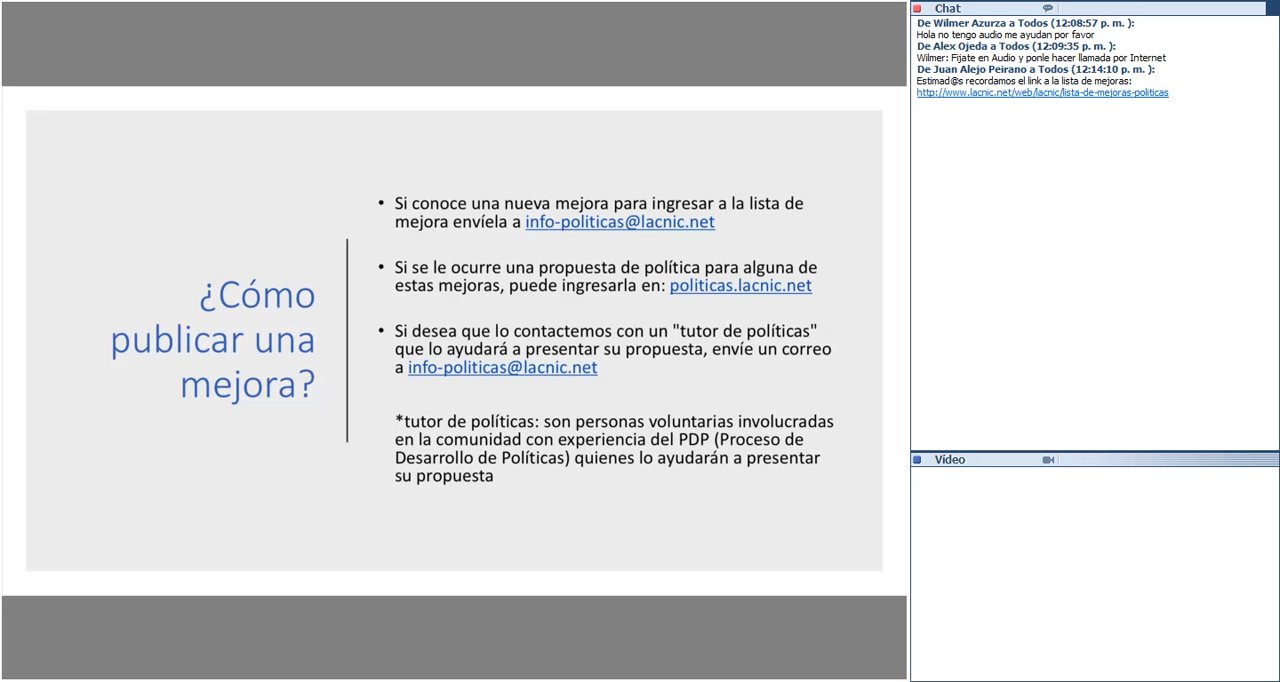 ¿Cómo
publicar una
mejora?
• Si conoce una nueva mejora para ingresar a la lista de
mejora envíela a info-politicas@lacnic.net
• Si se le ocurre una propuesta de política para alguna de
estas mejoras, puede ingresarla en: politicas.lacnic.net
• Si desea que lo contactemos con un "tutor de políticas"
que lo ayudará a presentar su propuesta, envíe un correo
a info-politicas@lacnic.net
*tutor de políticas: son personas voluntarias involucradas
en la comunidad con experiencia del PDP (Proceso de
Desarrollo de Políticas) quienes lo ayudarán a presentar
su propuesta
Chat
De Wilmer Azurza a Todos (12:08:57 p. m. ):
Hola no tengo audio me ayudan por favor
De Alex Ojeda a Todos (12:09:35 p. m. ):
Wilmer: Fijate en Audio y ponle hacer llamada por Internet
De Juan Alejo Peirano a Todos (12:14:10 p. m. ):
Estimad@s recordamos el link a la lista de mejoras:
http://www.lacnic.net/web/lacnic/lista-de-mejoras-politicas
Vídeo